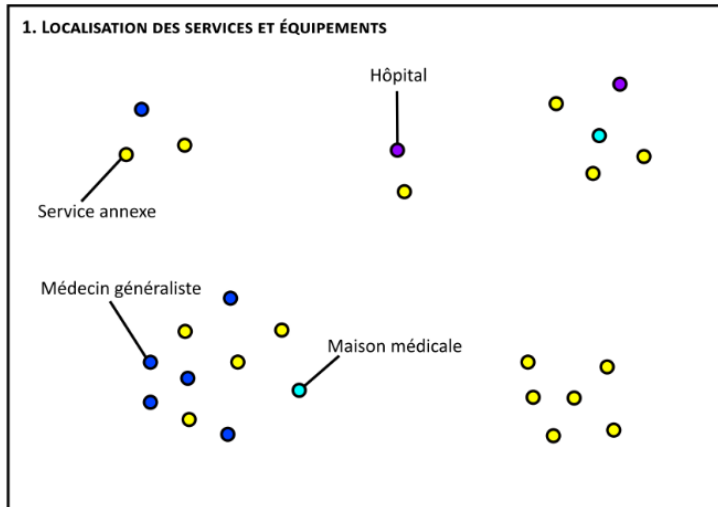 1. Localisation des services et équipements
Hôpital
Service annexe
Médecin généraliste
Maison médicale